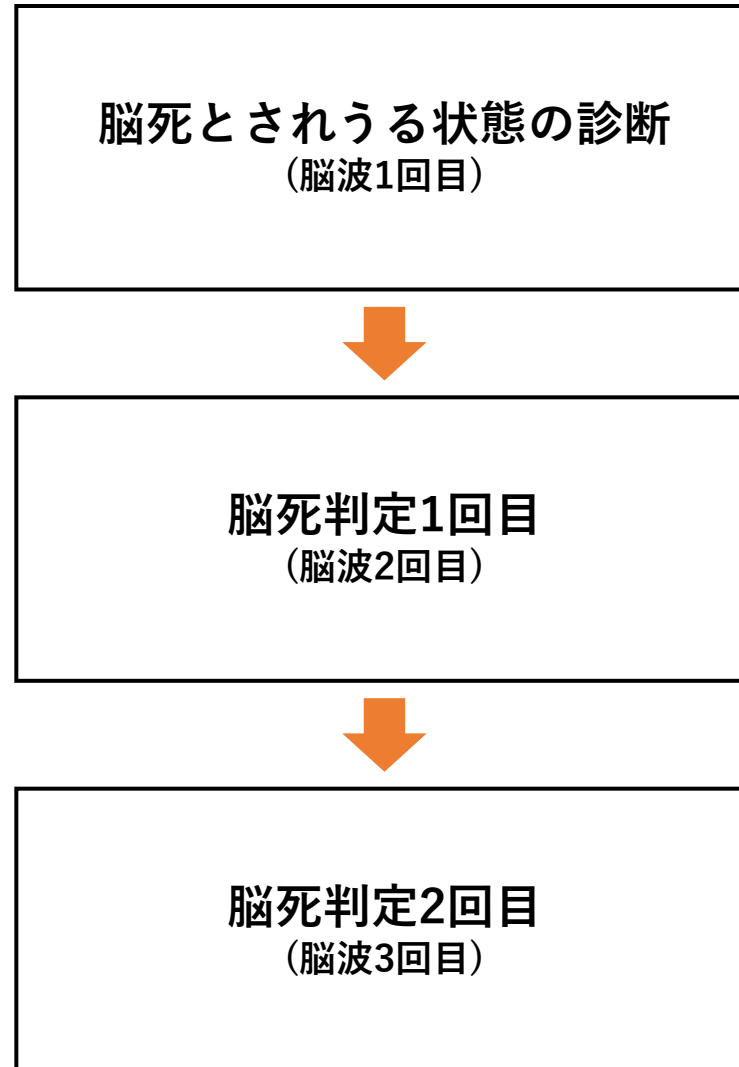 脳死とされうる状態の診断
（脳波1回目）
脳死判定1回目
（脳波2回目）
脳死判定2回目
（脳波3回目）